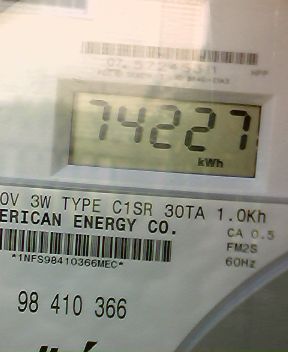 74227
kWh
0V 3W TYPE C1SR 30TA 1.0Kh
ERICAN ENERGY CO.
CA 0.5
FM2S
60Hz
*1NFS98410366MEC*
98 410 366